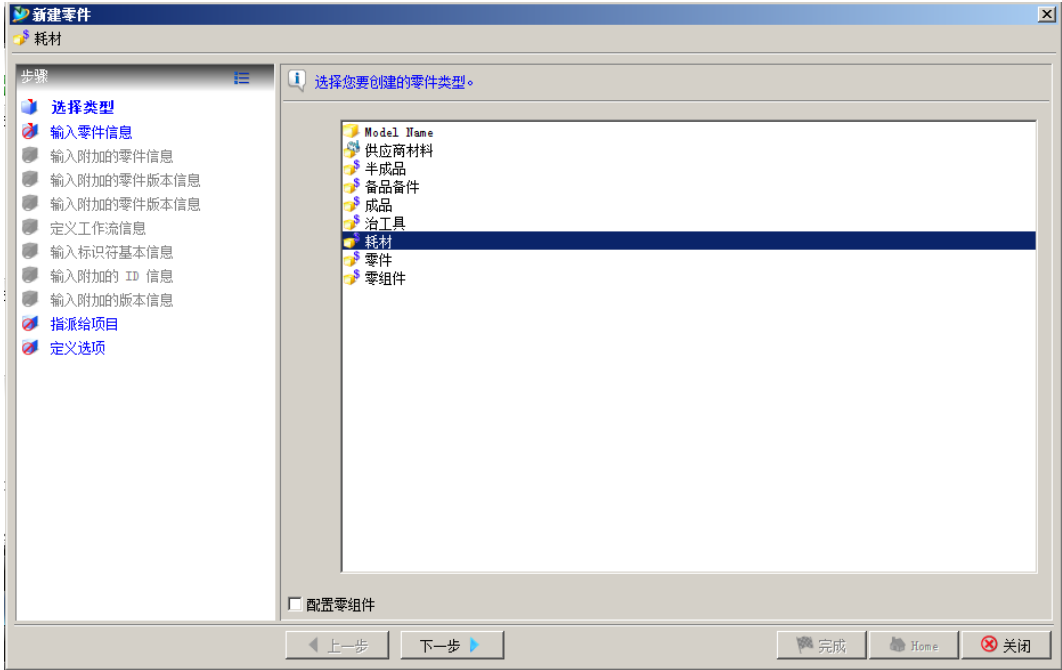 新建零件
耗材
步骤
选择类型
输入零件信息
输入附加的零件信息
输入附加的零件版本信息
输入附加的零件版本信息
定义工作流信息
输入标识符基本信息
输入附加的 ID 信息
输入附加的版本信息
指派给项目
定义选项
选择您要创建的零件类型。
Model Name
供应商材料
半成品
备品备件
成品
治工具
耗材
零件
零组件
配置零组件
上一步
下一步
完成
Home
关闭